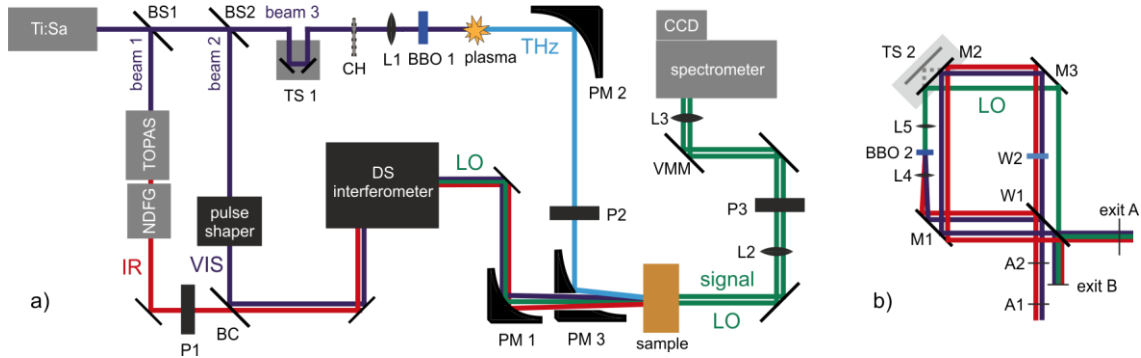 Ti:Sa
BS1
BS2
beam 3
beam 1
beam 2
TS 1
CH
L1
BBO 1
plasma
THz
PM 2
CCD
spectrometer
L3
VMM
TOPAS
NDFG
pulse
shaper
DS
interferometer
LO
P2
P3
L2
IR
VIS
signal
LO
a)
P1
BC
PM 1
PM 3
sample
TS 2
M2
M3
LO
L5
BBO 2
L4
W2
W1
M1
exit A
A2
exit B
A1
b)